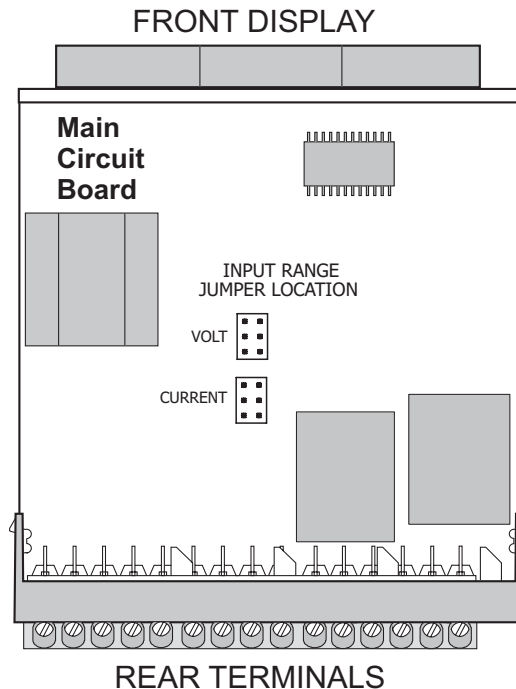 FRONT DISPLAY
Main
Circuit
Board
INPUT RANGE
JUMPER LOCATION
VOLT
CURRENT
REAR TERMINALS